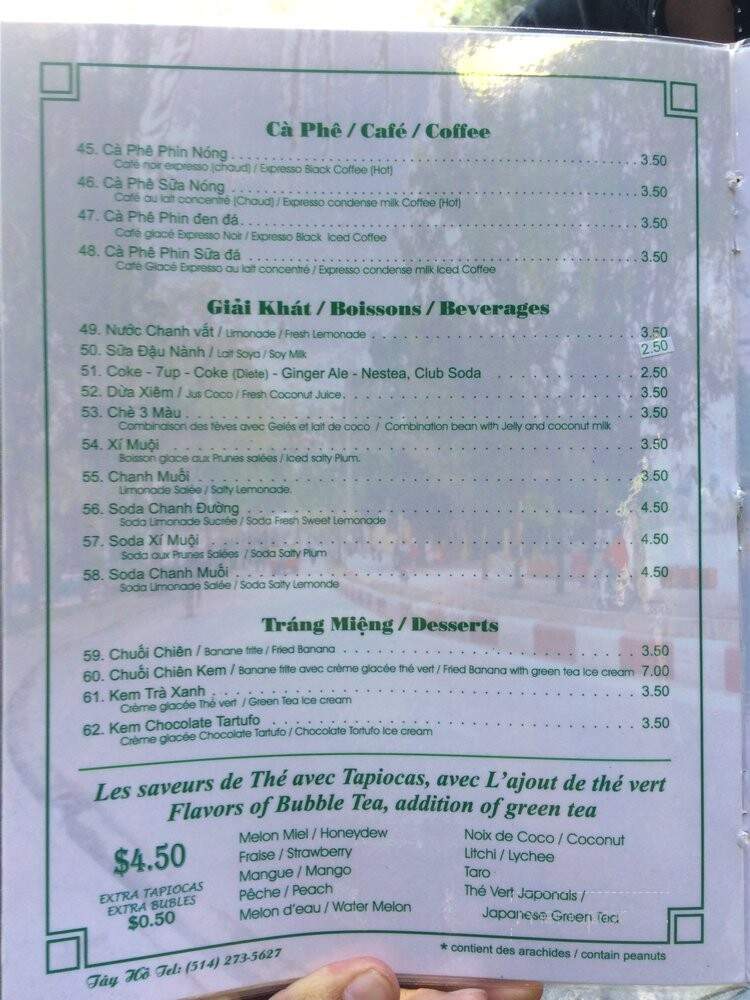 Cà Phê / Café / Coffee
45. Cà Phê Phin Nóng 3.50
Café noir expresso (chaud) / Expresso Black Coffee (Hot)
46. Cà Phê Sữa Nóng 3.50
Café au lait concentré (Chaud) / Expresso condense milk Coffee (Hot)
47. Cà Phê Phin đen đá 3.50
Café glacé Expresso Noir / Expresso Black Iced Coffee
48. Cà Phê Phin Sữa đá 3.50
Café Glacé Expresso au lait concentré / Expresso condense milk Iced Coffee
Giải Khát / Boissons / Beverages
49. Nước Chanh vắt / Limonade / Fresh Lemonade 3.50
50. Sữa Đậu Nành / Lait Soya / Soy Milk 2.50
51. Coke - 7up - Coke (Diete) - Ginger Ale - Nestea, Club Soda 2.50
52. Dừa Xiêm / Jus Coco / Fresh Coconut Juice 3.50
53. Chè 3 Màu 3.50
Combinaison des fèves avec Gelés et lait de coco / Combination bean with Jelly and coconut milk
54. Xí Muội 3.50
Boisson glace aux Prunes salées / Iced salty Plum.
55. Chanh Muối 3.50
Limonade Salée / Salty Lemonade.
56. Soda Chanh Đường 4.50
Soda Limonade Sucrée / Soda Fresh Sweet Lemonade
57. Soda Xí Muội 4.50
Soda aux Prunes Salées / Soda Salty Plum
58. Soda Chanh Muối 4.50
Soda Limonade Salée / Soda Salty Lemonde
Tráng Miệng / Desserts
59. Chuối Chiên / Banane frite / Fried Banana 3.50
60. Chuối Chiên Kem / Banane frite avec crème glacée thé vert / Fried Banana with green tea Ice cream 7.00
61. Kem Trà Xanh 3.50
Crème glacée Thé vert / Green Tea Ice cream
62. Kem Chocolate Tartufo 3.50
Crème glacée Chocolate Tartufo / Chocolate Tortufo Ice cream
Les saveurs de Thé avec Tapiocas, avec L'ajout de thé vert
Flavors of Bubble Tea, addition of green tea
$4.50
EXTRA TAPIOCAS
EXTRA BUBLES
$0.50
Melon Miel / Honeydew
Fraise / Strawberry
Mangue / Mango
Pêche / Peach
Melon d'eau / Water Melon
Noix de Coco / Coconut
Litchi / Lychee
Taro
Thé Vert Japonais /
Japanese Green Tea
Tây Hô Tel: (514) 273-5627
* contient des arachides / contain peanuts